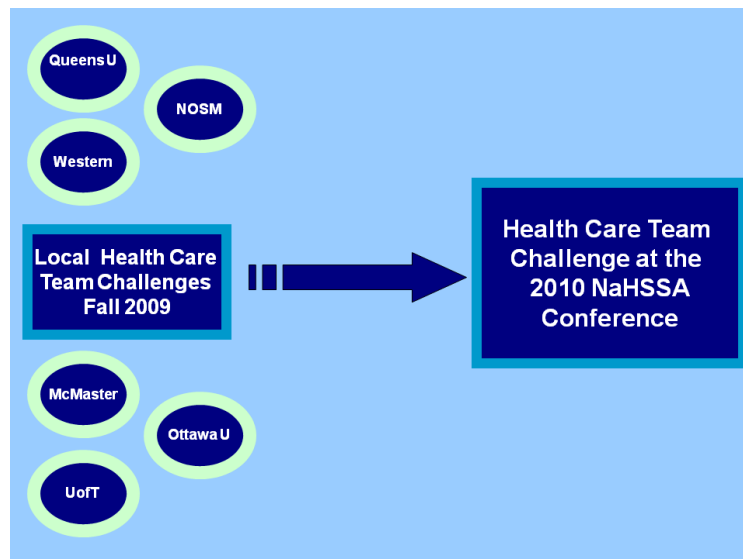 Queens U
NOSM
Western
Local Health Care
Team Challenges
Fall 2009
Health Care Team
Challenge at the
2010 NaHSSA
Conference
McMaster
Ottawa U
UofT